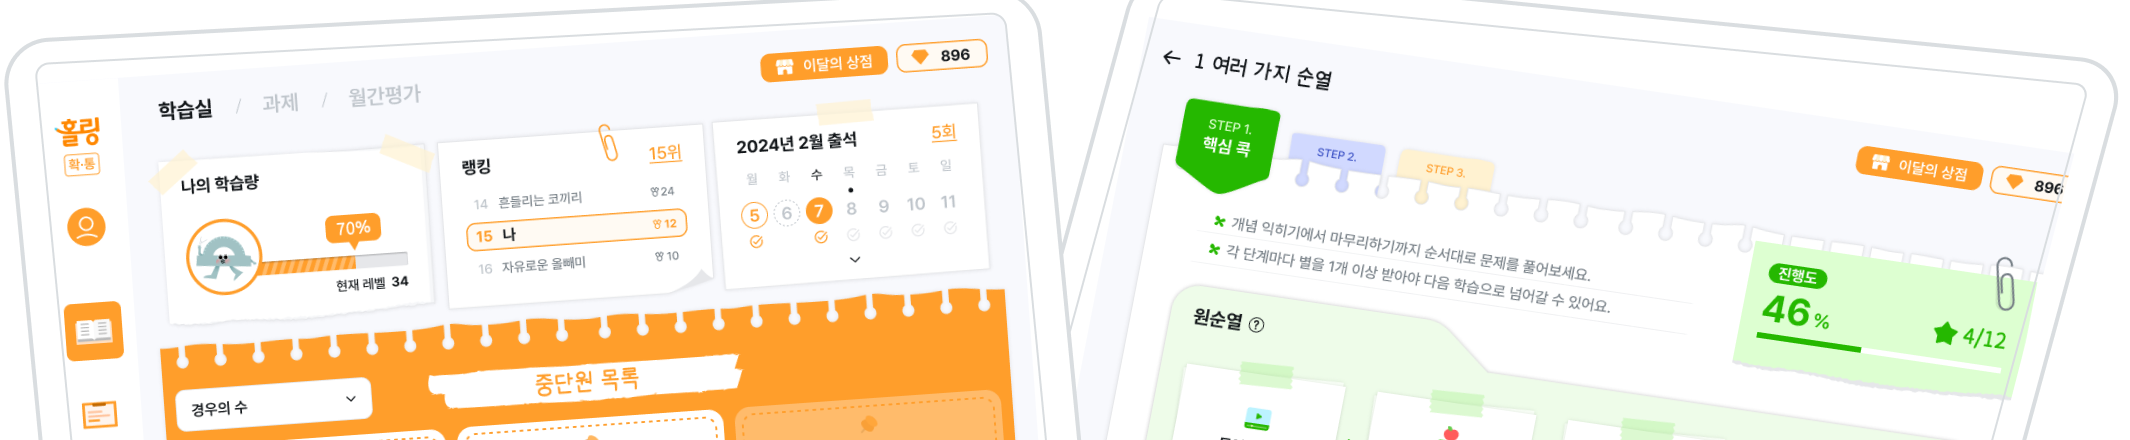 홀링
확·통
학습실 / 과제 / 월간평가
이달의 상점
896
나의 학습량
70%
현재 레벨 34
랭킹
15위
14 흔들리는 코끼리 24
15 나 12
16 자유로운 올빼미 10
2024년 2월 출석
5회
월 화 수 목 금 토 일
5 6 7 8 9 10 11
중단원 목록
경우의 수
1 여러 가지 순열
이달의 상점
896
STEP 1.
핵심 콕
STEP 2.
STEP 3.
개념 익히기에서 마무리하기까지 순서대로 문제를 풀어보세요.
각 단계마다 별을 1개 이상 받아야 다음 학습으로 넘어갈 수 있어요.
진행도
46%
4/12
원순열 ?